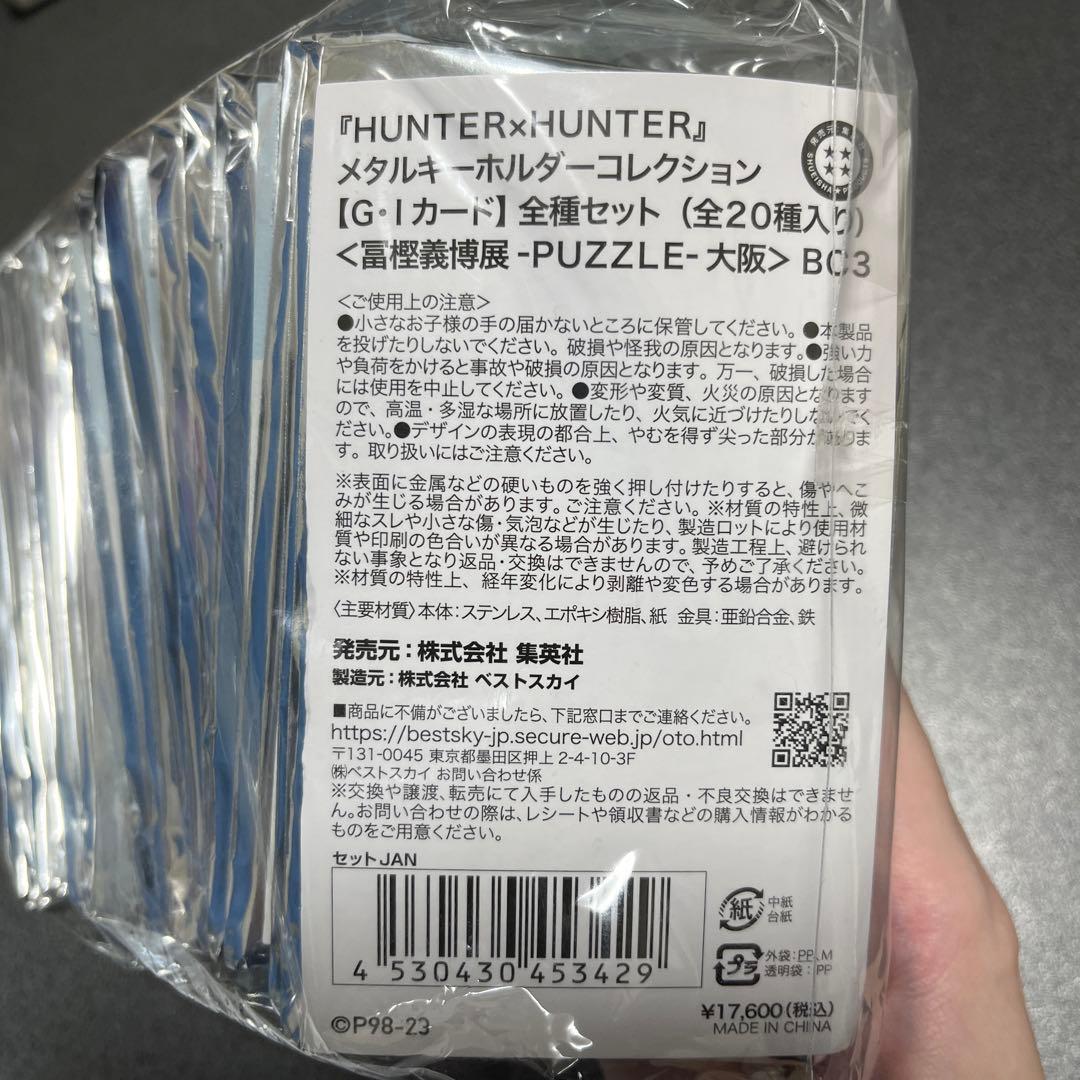 『HUNTER×HUNTER』
メタルキーホルダーコレクション
【G・Iカード】全種セット（全20種入り）
＜冨樫義博展 -PUZZLE- 大阪＞ BC3
＜ご使用上の注意＞
●小さなお子様の手の届かないところに保管してください。●本製品
を投げたりしないでください。破損や怪我の原因となります。●強い力
や負荷をかけると事故や破損の原因となります。万一、破損した場合
には使用を中止してください。●変形や変質、火災の原因となります
ので、高温・多湿な場所に放置したり、火気に近づけたりしないでくだ
ださい。●デザインの表現の都合上、やむを得ず尖った部分がありま
す。取り扱いにはご注意ください。
※表面に金属などの硬いものを強く押し付けたりすると、傷やへこ
みが生じる場合があります。ご注意ください。※材質の特性上、微
細なスレや小さな傷・気泡などが生じたり、製造ロットにより使用材
質や印刷の色合いが異なる場合があります。製造工程上、避けられ
ない事象となり返品・交換はできませんので、予めご了承ください。
※材質の特性上、経年変化により剥離や変色する場合があります。
〈主要材質〉本体：ステンレス、エポキシ樹脂、紙 金具：亜鉛合金、鉄
発売元：株式会社 集英社
製造元：株式会社 ベストスカイ
■商品に不備がございましたら、下記窓口までご連絡ください。
https://bestsky-jp.secure-web.jp/oto.html
〒131-0045 東京都墨田区押上 2-4-10-3F
㈱ベストスカイ お問い合わせ係
※交換や譲渡、転売にて入手したものの返品・不良交換はできませ
ん。お問い合わせの際は、レシートや領収書などの購入情報がわかる
ものをご用意ください。
セットJAN
4 530430 453429
紙 中紙
台紙
プラ 外袋：PP、M
透明袋：PP
¥17,600（税込）
MADE IN CHINA
©P98-23